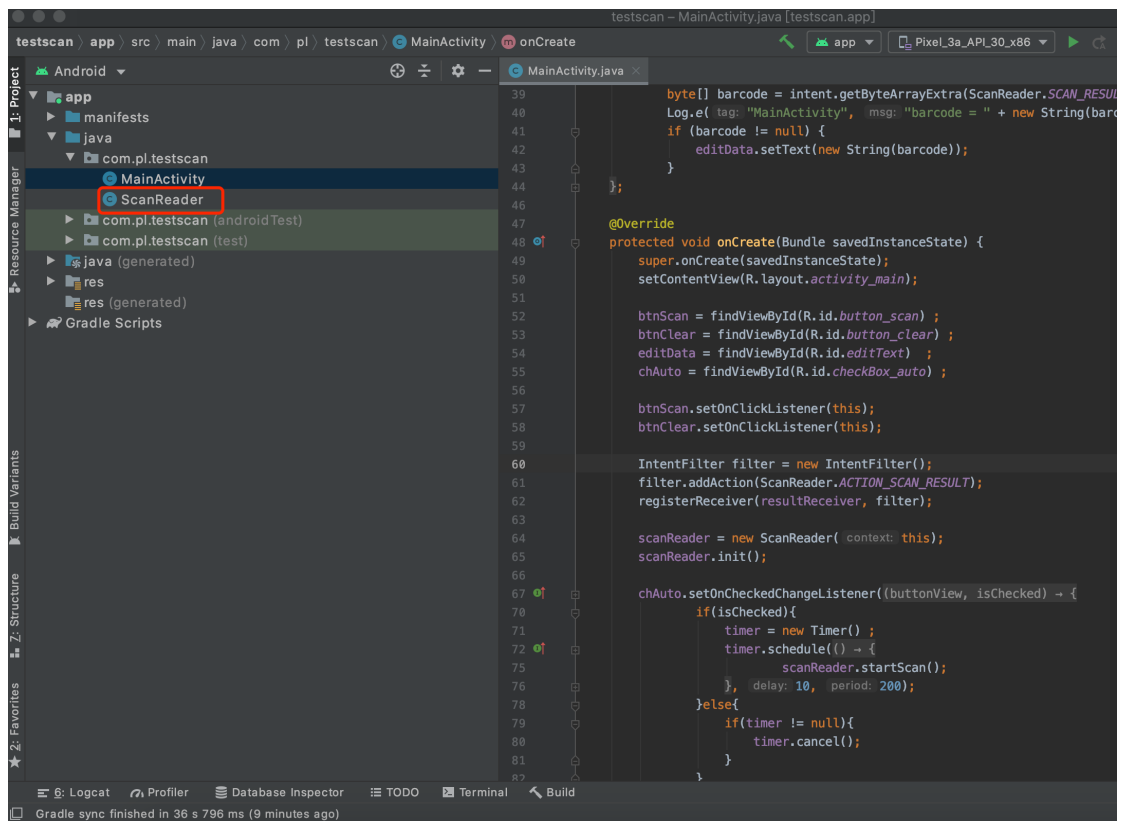 testscan – MainActivity.java [testscan.app]
testscan 〉 app 〉 src 〉 main 〉 java 〉 com 〉 pl 〉 testscan 〉 MainActivity 〉 onCreate
app
Pixel_3a_API_30_x86
1: Project
Resource Manager
Build Variants
7: Structure
2: Favorites
Android
app
manifests
java
com.pl.testscan
MainActivity
ScanReader
com.pl.testscan (androidTest)
com.pl.testscan (test)
java (generated)
res
res (generated)
Gradle Scripts
MainActivity.java
39 byte[] barcode = intent.getByteArrayExtra(ScanReader.SCAN_RESUL
40 Log.e( tag: "MainActivity", msg: "barcode = " + new String(barc
41 if (barcode != null) {
42 editData.setText(new String(barcode));
43 }
44 };
46
47 @Override
48 protected void onCreate(Bundle savedInstanceState) {
49 super.onCreate(savedInstanceState);
50 setContentView(R.layout.activity_main);
51
52 btnScan = findViewById(R.id.button_scan) ;
53 btnClear = findViewById(R.id.button_clear) ;
54 editData = findViewById(R.id.editText) ;
55 chAuto = findViewById(R.id.checkBox_auto) ;
56
57 btnScan.setOnClickListener(this);
58 btnClear.setOnClickListener(this);
59
60 IntentFilter filter = new IntentFilter();
61 filter.addAction(ScanReader.ACTION_SCAN_RESULT);
62 registerReceiver(resultReceiver, filter);
63
64 scanReader = new ScanReader( context: this);
65 scanReader.init();
66
67 chAuto.setOnCheckedChangeListener((buttonView, isChecked) → {
70 if(isChecked){
71 timer = new Timer() ;
72 timer.schedule(() → {
75 scanReader.startScan();
76 }, delay: 10, period: 200);
78 }else{
79 if(timer != null){
80 timer.cancel();
81 }
82 }
6: Logcat
Profiler
Database Inspector
TODO
Terminal
Build
Gradle sync finished in 36 s 796 ms (9 minutes ago)